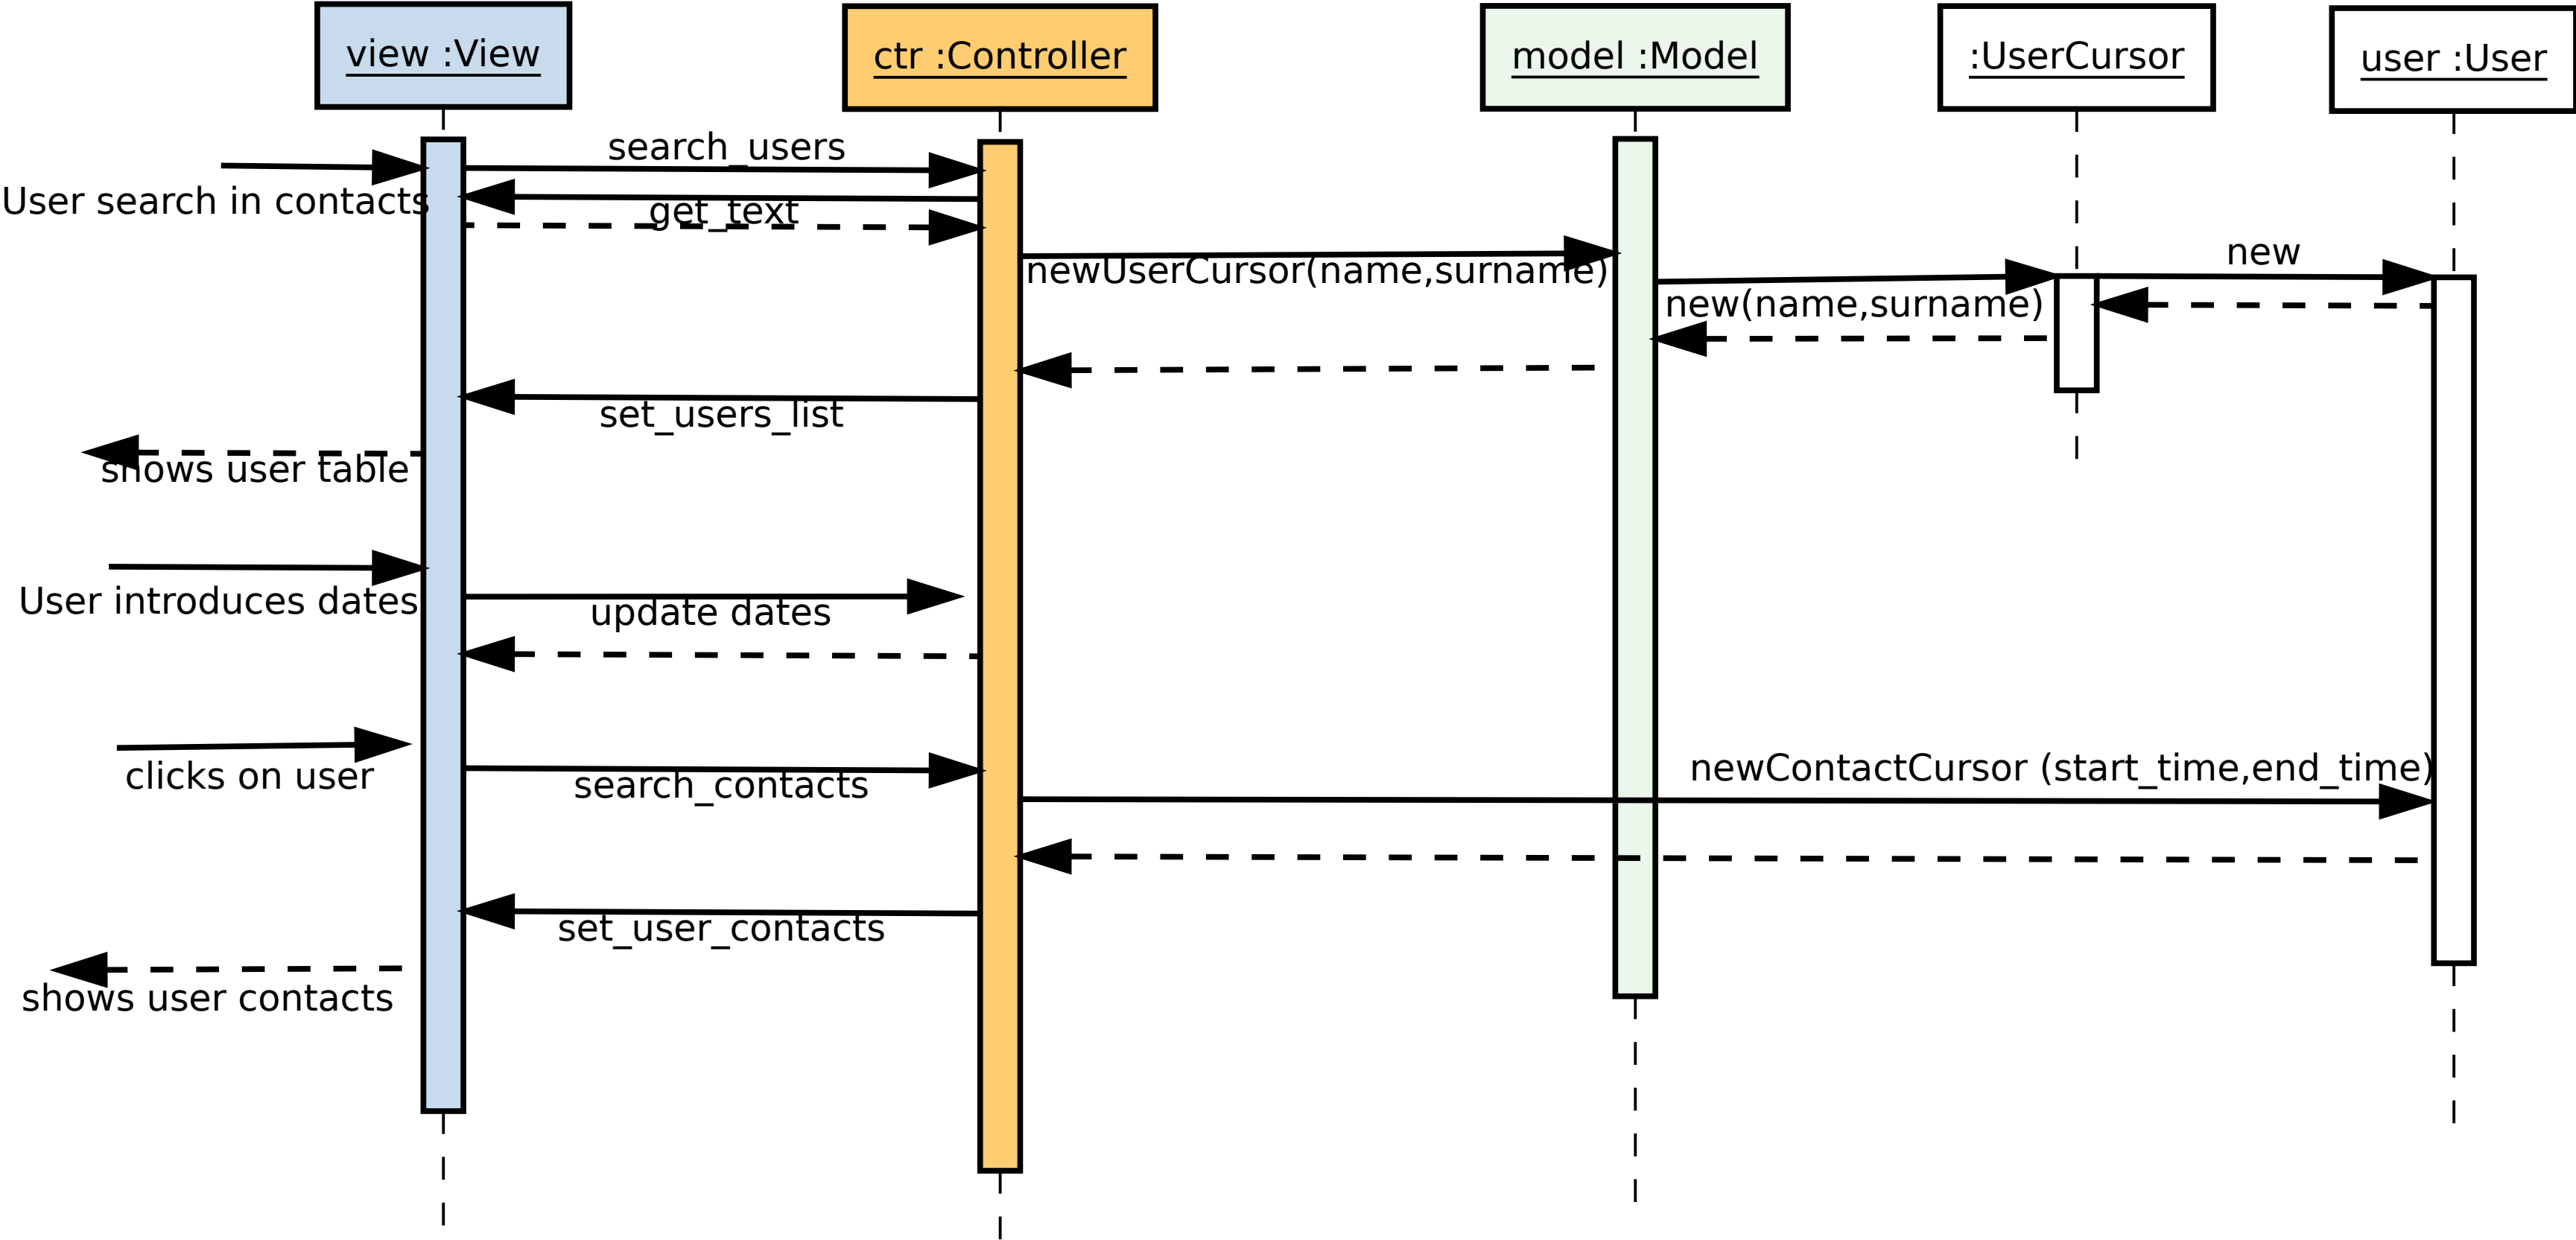 view :View
ctr :Controller
model :Model
:UserCursor
user :User
search_users
User search in contacts
get_text
new
newUserCursor(name,surname)
new(name,surname)
set_users_list
shows user table
User introduces dates
update dates
clicks on user
search_contacts
newContactCursor (start_time,end_time)
set_user_contacts
shows user contacts